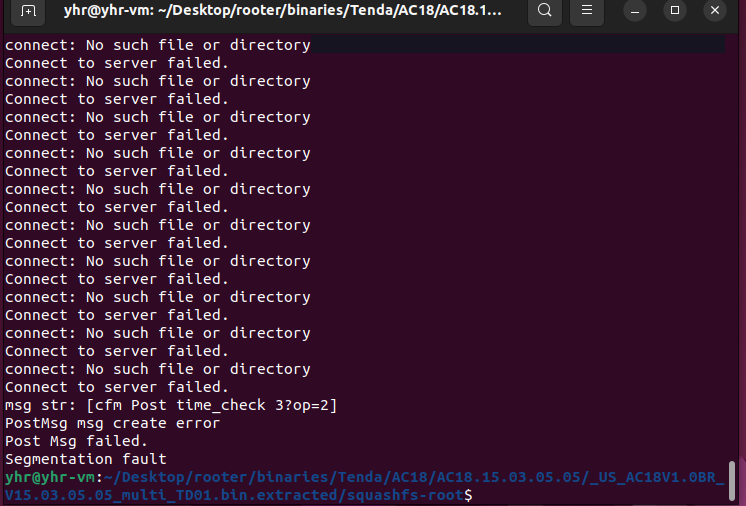 yhr@yhr-vm: ~/Desktop/rooter/binaries/Tenda/AC18/AC18.1...
connect: No such file or directory
Connect to server failed.
connect: No such file or directory
Connect to server failed.
connect: No such file or directory
Connect to server failed.
connect: No such file or directory
Connect to server failed.
connect: No such file or directory
Connect to server failed.
connect: No such file or directory
Connect to server failed.
connect: No such file or directory
Connect to server failed.
connect: No such file or directory
Connect to server failed.
connect: No such file or directory
Connect to server failed.
connect: No such file or directory
Connect to server failed.
msg str: [cfm Post time_check 3?op=2]
PostMsg msg create error
Post Msg failed.
Segmentation fault
yhr@yhr-vm:~/Desktop/rooter/binaries/Tenda/AC18/AC18.15.03.05.05/_US_AC18V1.0BR_
V15.03.05.05_multi_TD01.bin.extracted/squashfs-root$